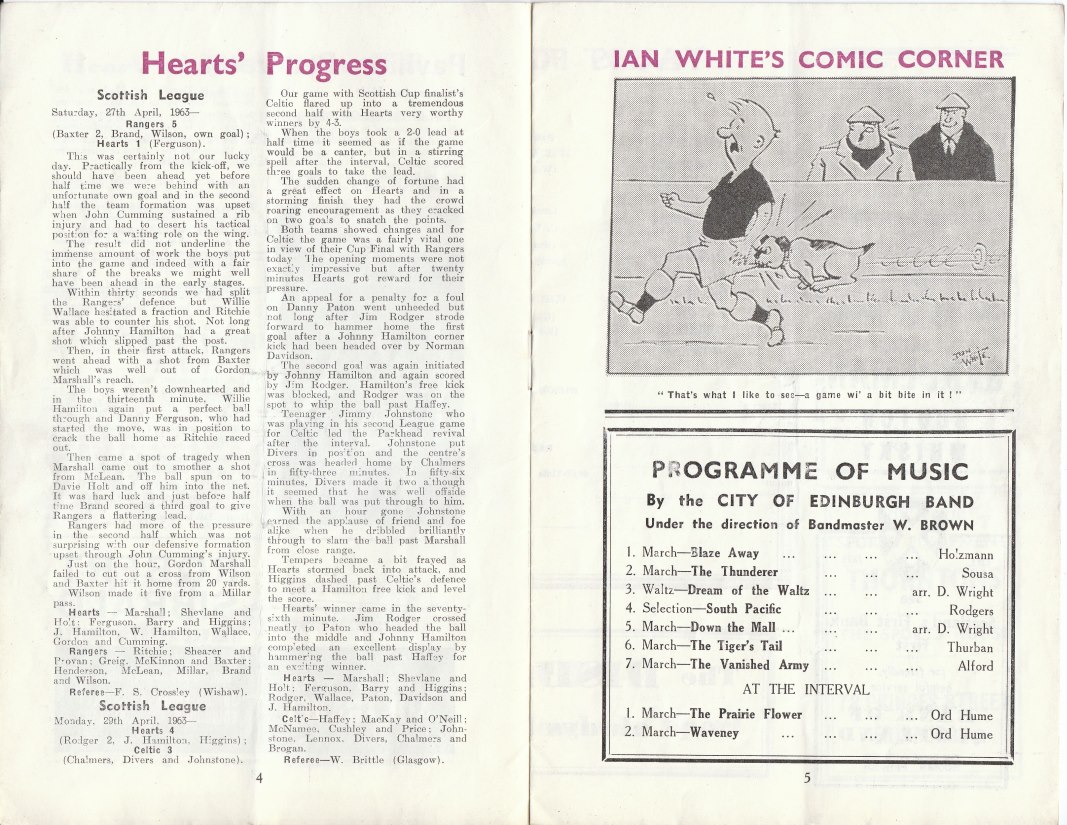 Hearts' Progress
Scottish League
Saturday, 27th April, 1963—
Rangers 5
(Baxter 2, Brand, Wilson, own goal);
Hearts 1 (Ferguson).
This was certainly not our lucky
day. Practically from the kick-off, we
should have been ahead yet before
half time we were behind with an
unfortunate own goal and in the second
half the team formation was upset
when John Cumming sustained a rib
injury and had to desert his tactical
position for a waiting role on the wing.
The result did not underline the
immense amount of work the boys put
into the game and indeed with a fair
share of the breaks we might well
have been ahead in the early stages.
Within thirty seconds we had split
the Rangers' defence but Willie
Wallace hesitated a fraction and Ritchie
was able to counter his shot. Not long
after Johnny Hamilton had a great
shot which slipped past the post.
Then, in their first attack, Rangers
went ahead with a shot from Baxter
which was well out of Gordon
Marshall's reach.
The boys weren't downhearted and
in the thirteenth minute, Willie
Hamilton again put a perfect ball
through and Danny Ferguson, who had
started the move, was in position to
crack the ball home as Ritchie raced
out.
Then came a spot of tragedy when
Marshall came out to smother a shot
from McLean. The ball spun on to
Davie Holt and off him into the net.
It was hard luck and just before half
time Brand scored a third goal to give
Rangers a flattering lead.
Rangers had more of the pressure
in the second half which was not
surprising with our defensive formation
upset through John Cumming's injury.
Just on the hour, Gordon Marshall
failed to cut out a cross from Wilson
and Baxter hit it home from 20 yards.
Wilson made it five from a Millar
pass.
Hearts — Marshall; Shevlane and
Holt; Ferguson, Barry and Higgins;
J. Hamilton, W. Hamilton, Wallace,
Gordon and Cumming.
Rangers — Ritchie; Shearer and
Provan; Greig, McKinnon and Baxter;
Henderson, McLean, Millar, Brand
and Wilson.
Referee—F. S. Crossley (Wishaw).
Scottish League
Monday, 29th April, 1963—
Hearts 4
(Rodger 2, J. Hamilton, Higgins);
Celtic 3
(Chalmers, Divers and Johnstone).
4
Our game with Scottish Cup finalist's
Celtic flared up into a tremendous
second half with Hearts very worthy
winners by 4-3.
When the boys took a 2-0 lead at
half time it seemed as if the game
would be a canter, but in a stirring
spell after the interval, Celtic scored
three goals to take the lead.
The sudden change of fortune had
a great effect on Hearts and in a
storming finish they had the crowd
roaring encouragement as they cracked
on two goals to snatch the points.
Both teams showed changes and for
Celtic the game was a fairly vital one
in view of their Cup Final with Rangers
today The opening moments were not
exactly impressive but after twenty
minutes Hearts got reward for their
pressure.
An appeal for a penalty for a foul
on Danny Paton went unheeded but
not long after Jim Rodger strode
forward to hammer home the first
goal after a Johnny Hamilton corner
kick had been headed over by Norman
Davidson.
The second goal was again initiated
by Johnny Hamilton and again scored
by Jim Rodger. Hamilton's free kick
was blocked, and Rodger was on the
spot to whip the ball past Haffey.
Teenager Jimmy Johnstone who
was playing in his second League game
for Celtic led the Parkhead revival
after the interval. Johnstone put
Divers in position and the centre's
cross was headed home by Chalmers
in fifty-three minutes. In fifty-six
minutes, Divers made it two although
it seemed that he was well offside
when the ball was put through to him.
With an hour gone Johnstone
earned the applause of friend and foe
alike when he dribbled brilliantly
through to slam the ball past Marshall
from close range.
Tempers became a bit frayed as
Hearts stormed back into attack, and
Higgins dashed past Celtic's defence
to meet a Hamilton free kick and level
the score.
Hearts' winner came in the seventy-
sixth minute. Jim Rodger crossed
neatly to Paton who headed the ball
into the middle and Johnny Hamilton
completed an excellent display by
hammering the ball past Haffey for
an exciting winner.
Hearts — Marshall; Shevlane and
Holt; Ferguson, Barry and Higgins;
Rodger, Wallace, Paton, Davidson and
J. Hamilton.
Celtic—Haffey; MacKay and O'Neill;
McNamee, Cushley and Price; John-
stone, Lennox, Divers, Chalmers and
Brogan.
Referee—W. Brittle (Glasgow).
IAN WHITE'S COMIC CORNER
IAN WHITE
" That's what I like to see—a game wi' a bit bite in it ! "
PROGRAMME OF MUSIC
By the CITY OF EDINBURGH BAND
Under the direction of Bandmaster W. BROWN
1. March—Blaze Away ... ... ... ... Holzmann
2. March—The Thunderer ... ... ... Sousa
3. Waltz—Dream of the Waltz ... ... arr. D. Wright
4. Selection—South Pacific ... ... ... Rodgers
5. March—Down the Mall ... ... ... arr. D. Wright
6. March—The Tiger's Tail ... ... ... Thurban
7. March—The Vanished Army ... ... ... Alford
AT THE INTERVAL
1. March—The Prairie Flower ... ... ... Ord Hume
2. March—Waveney ... ... ... Ord Hume
5